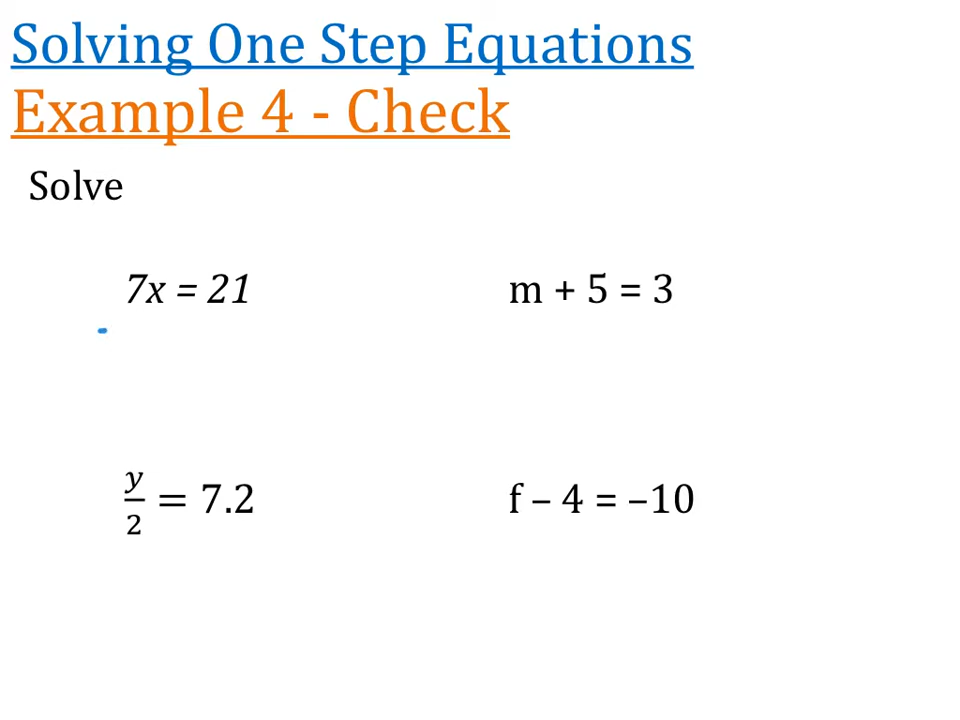 Solving One Step Equations
Example 4 - Check
Solve
7x = 21
m + 5 = 3
y/2 = 7.2
f – 4 = –10